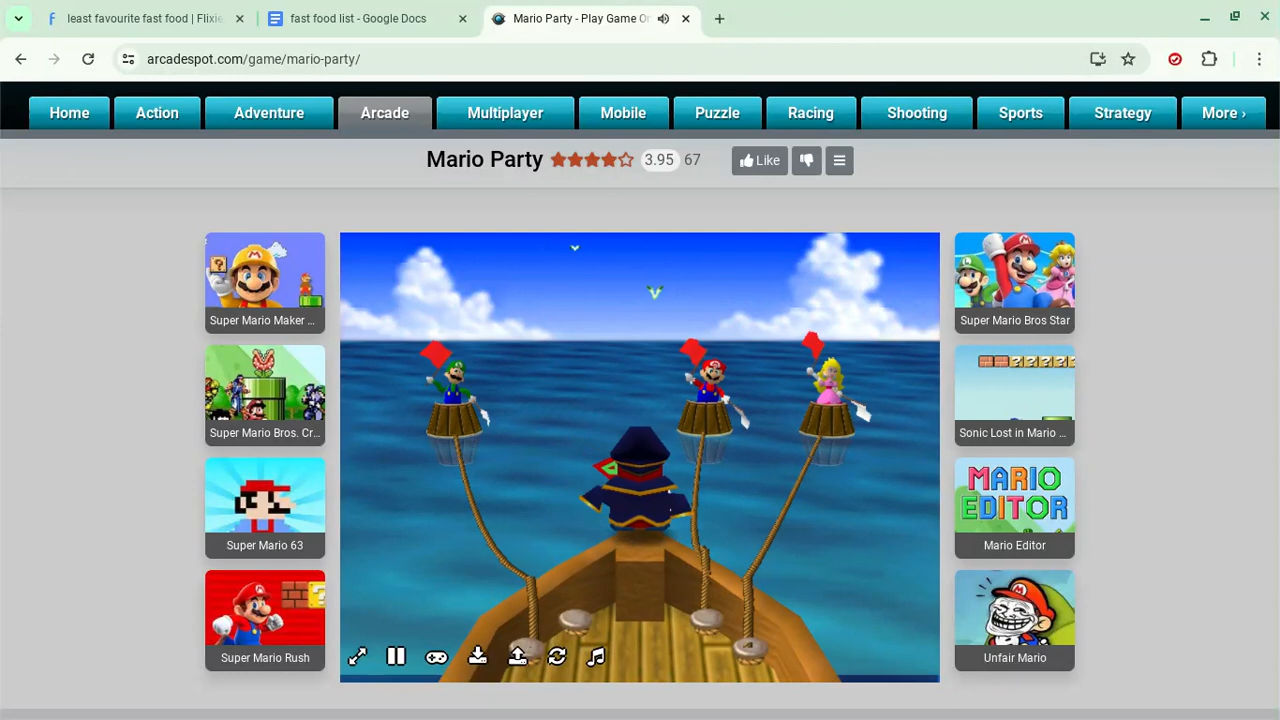 least favourite fast food | Flixie
fast food list - Google Docs
Mario Party - Play Game On
arcadespot.com/game/mario-party/
Home
Action
Adventure
Arcade
Multiplayer
Mobile
Puzzle
Racing
Shooting
Sports
Strategy
More ›
Mario Party
3.95
67
Like
Super Mario Maker ...
Super Mario Bros. Cr...
Super Mario 63
Super Mario Rush
Super Mario Bros Star
Sonic Lost in Mario ...
MARIO
EDITOR
Mario Editor
Unfair Mario